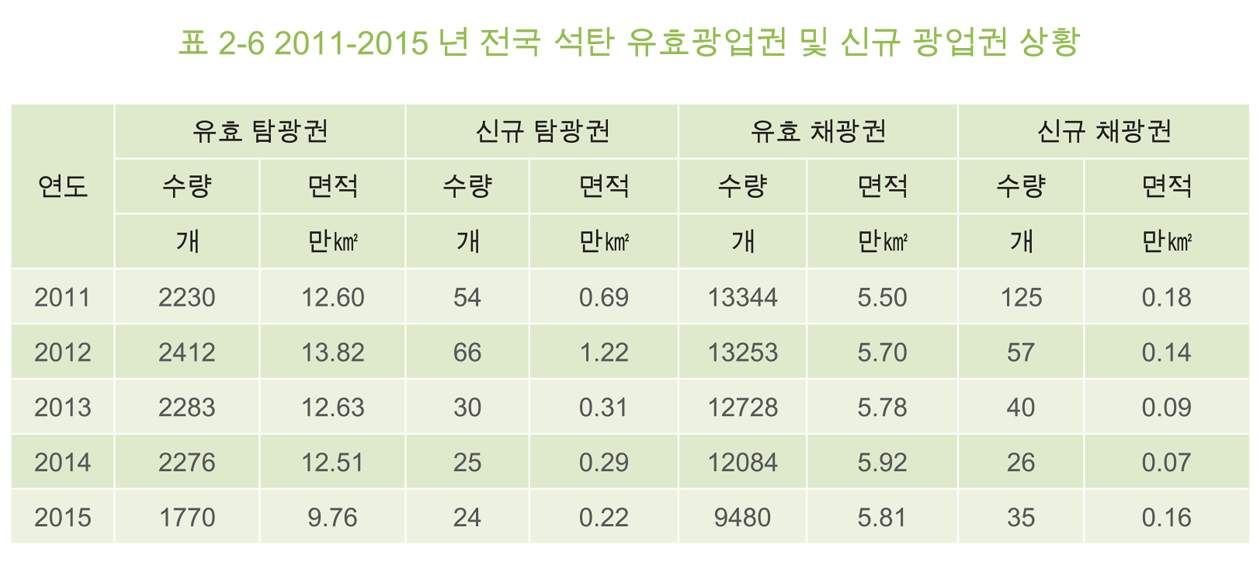 표 2-6 2011-2015 년 전국 석탄 유효광업권 및 신규 광업권 상황
연도 유효 탐광권 신규 탐광권 유효 채광권 신규 채광권
수량 면적 수량 면적 수량 면적 수량 면적
개 만㎢ 개 만㎢ 개 만㎢ 개 만㎢
2011 2230 12.60 54 0.69 13344 5.50 125 0.18
2012 2412 13.82 66 1.22 13253 5.70 57 0.14
2013 2283 12.63 30 0.31 12728 5.78 40 0.09
2014 2276 12.51 25 0.29 12084 5.92 26 0.07
2015 1770 9.76 24 0.22 9480 5.81 35 0.16